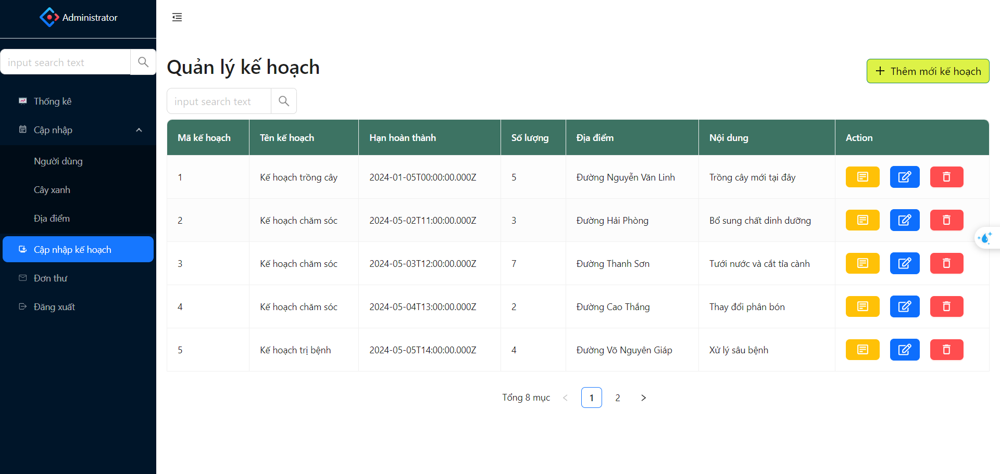 Administrator
input search text
Thống kê
Cập nhập
Người dùng
Cây xanh
Địa điểm
Cập nhập kế hoạch
Đơn thư
Đăng xuất
Quản lý kế hoạch
Thêm mới kế hoạch
input search text
Mã kế hoạch Tên kế hoạch Hạn hoàn thành Số lượng Địa điểm Nội dung Action
1 Kế hoạch trồng cây 2024-01-05T00:00:00.000Z 5 Đường Nguyễn Văn Linh Trồng cây mới tại đây
2 Kế hoạch chăm sóc 2024-05-02T11:00:00.000Z 3 Đường Hải Phòng Bổ sung chất dinh dưỡng
3 Kế hoạch chăm sóc 2024-05-03T12:00:00.000Z 7 Đường Thanh Sơn Tưới nước và cắt tỉa cành
4 Kế hoạch chăm sóc 2024-05-04T13:00:00.000Z 2 Đường Cao Thắng Thay đổi phân bón
5 Kế hoạch trị bệnh 2024-05-05T14:00:00.000Z 4 Đường Võ Nguyên Giáp Xử lý sâu bệnh
Tổng 8 mục < 1 2 >